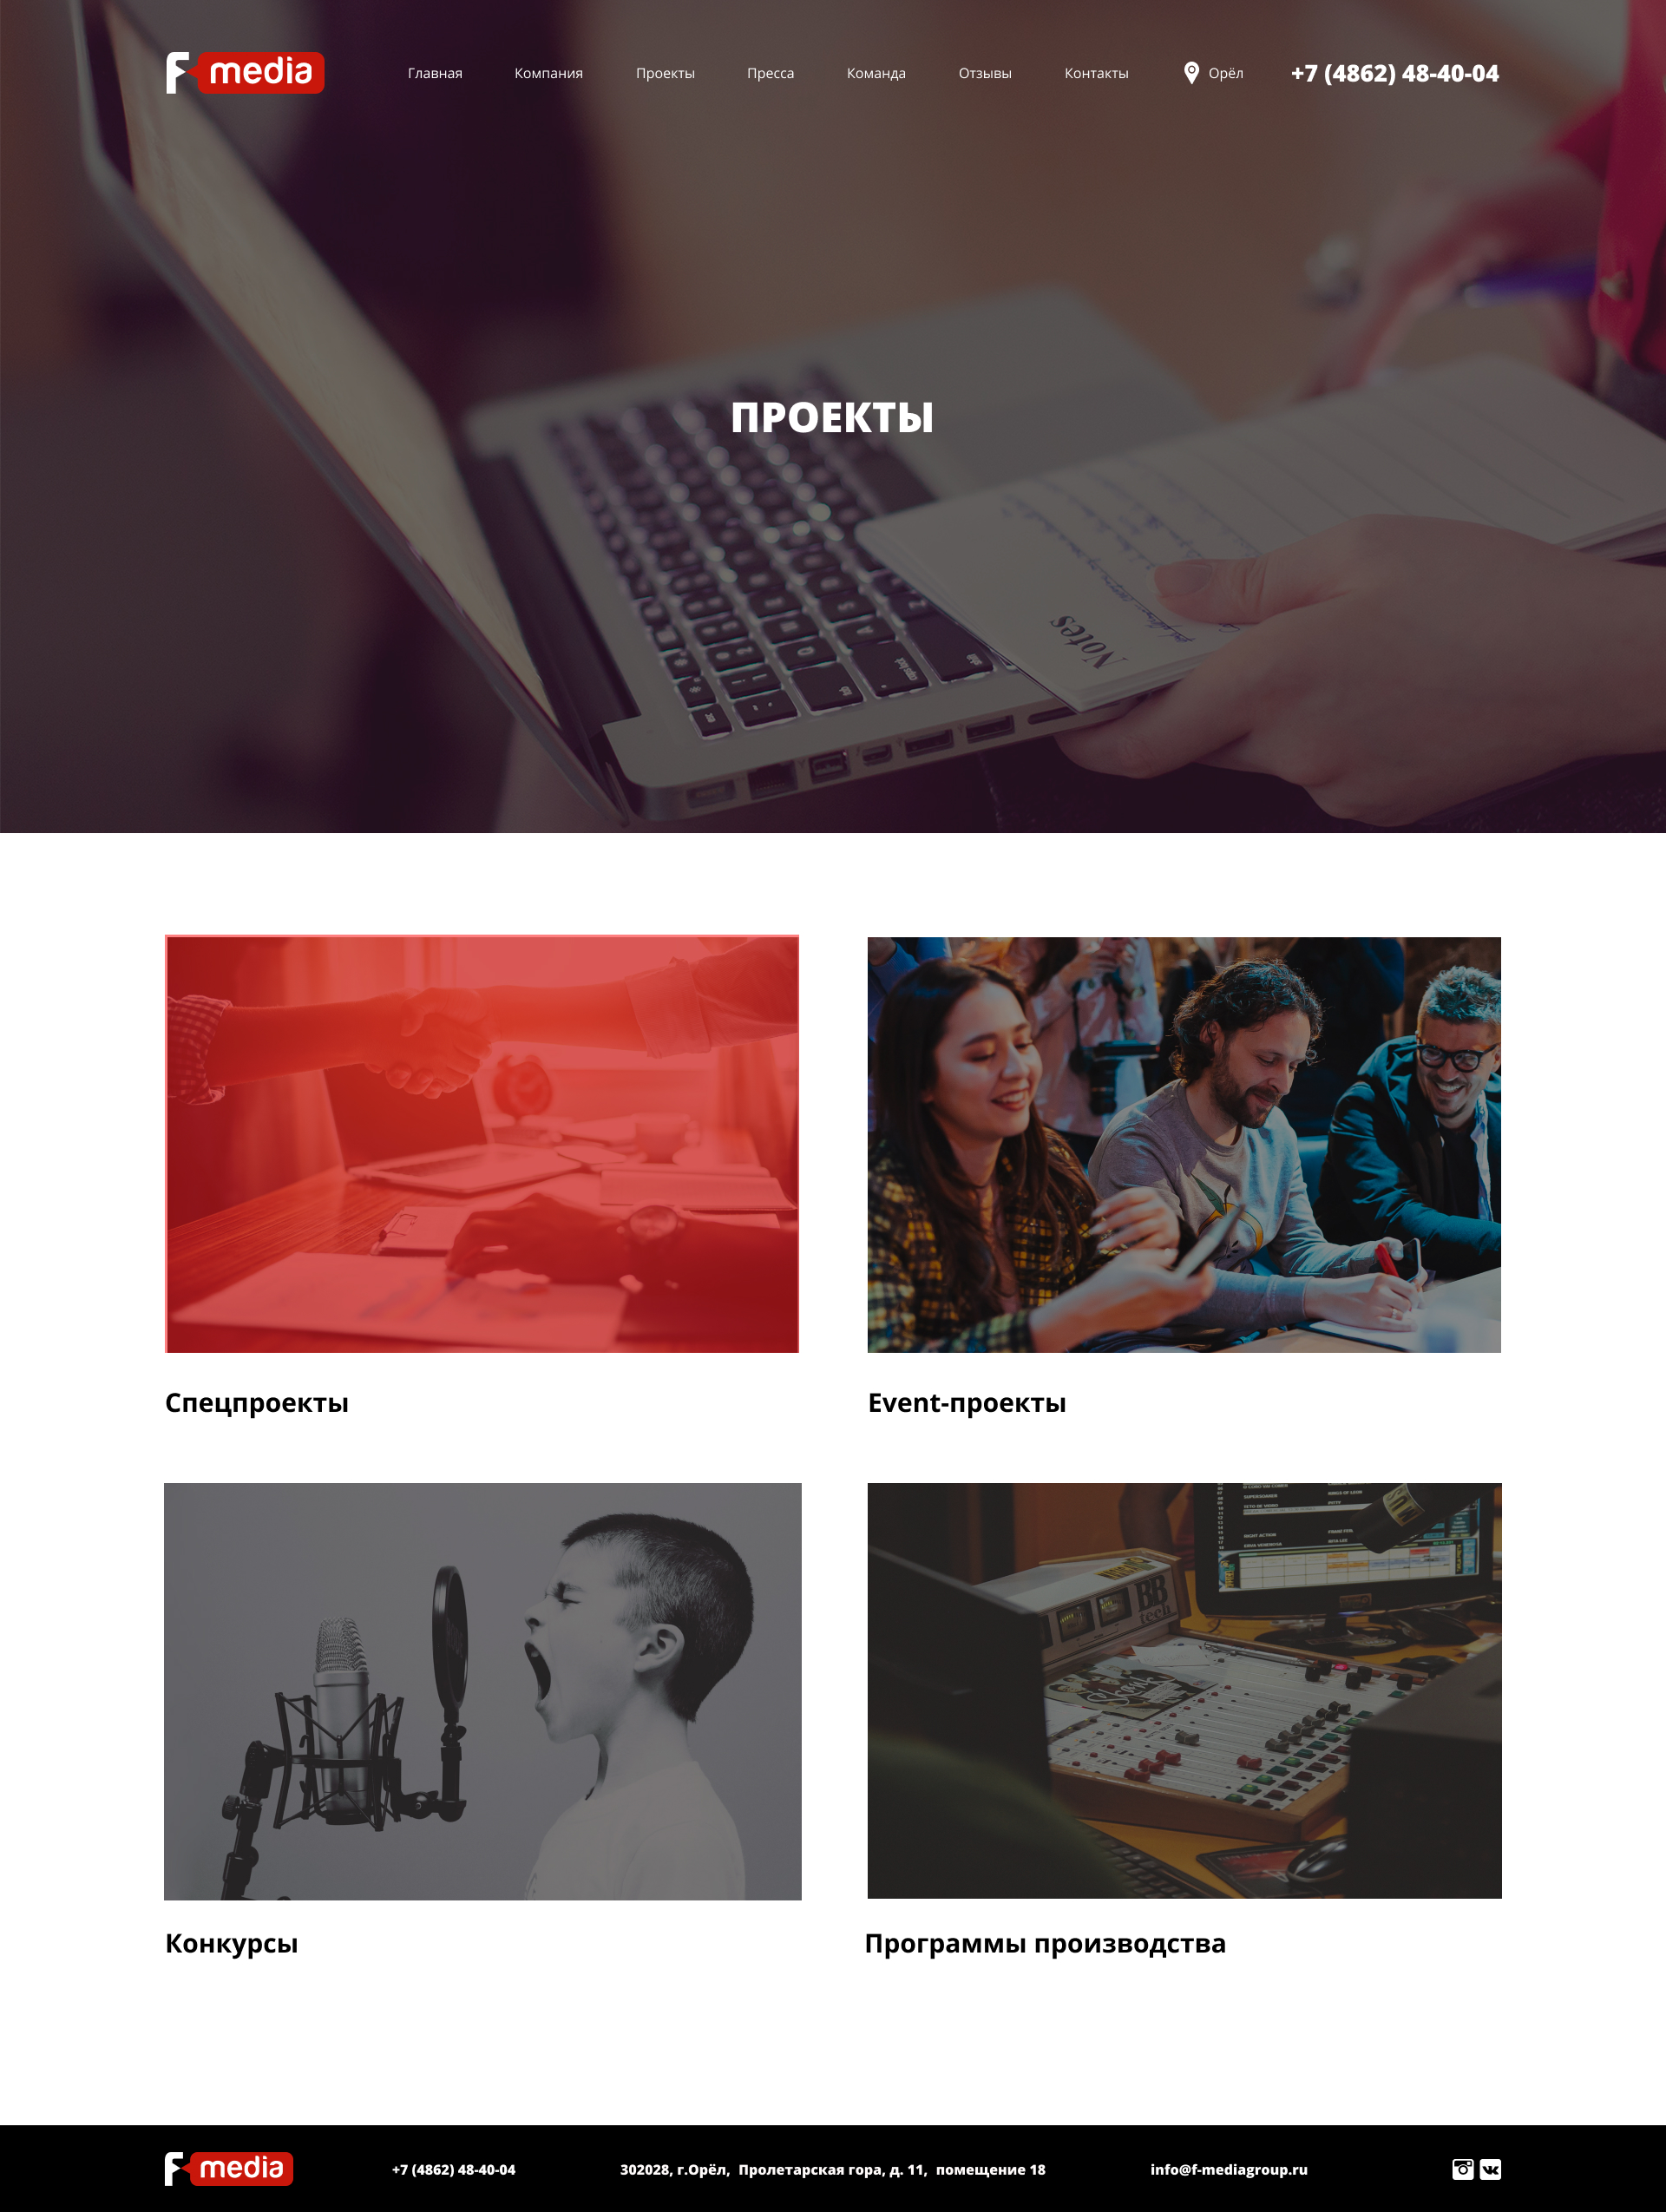 F media
Главная Компания Проекты Пресса Команда Отзывы Контакты Орёл +7 (4862) 48-40-04
ПРОЕКТЫ
Notes
Спецпроекты
Event-проекты
BB
tech
Конкурсы
Программы производства
F media
+7 (4862) 48-40-04
302028, г.Орёл, Пролетарская гора, д. 11, помещение 18
info@f-mediagroup.ru